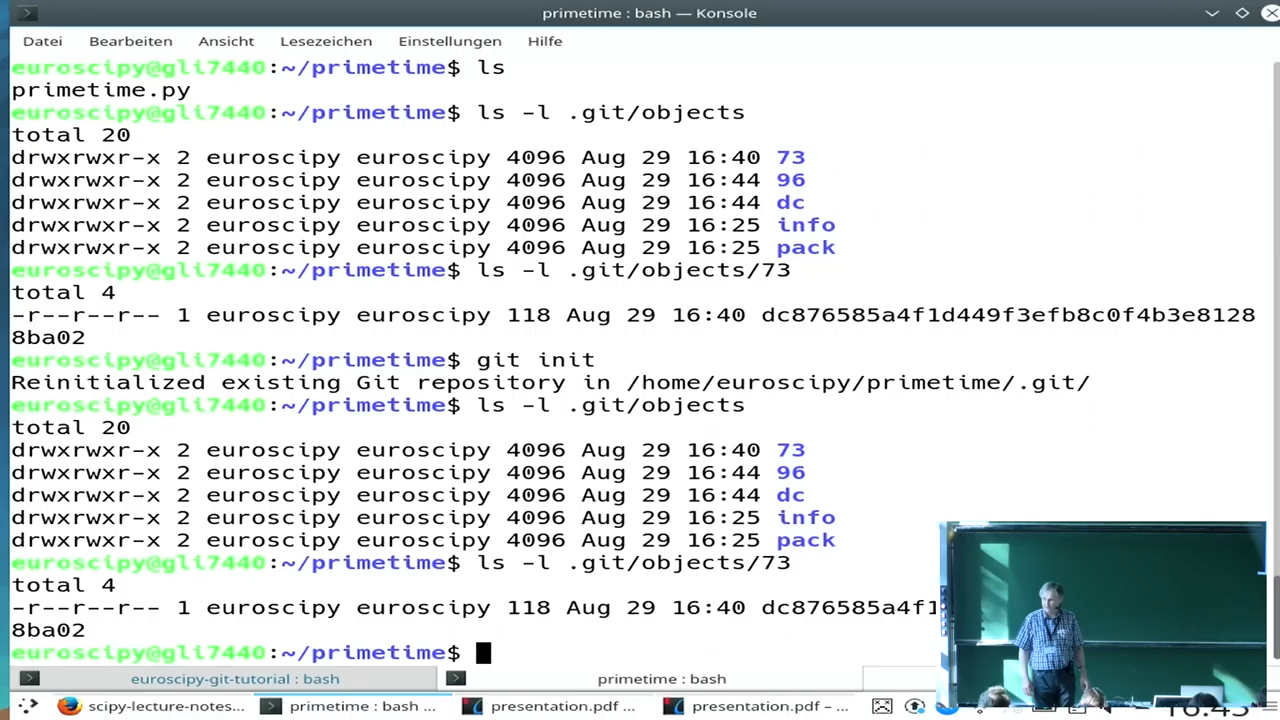 primetime : bash — Konsole
Datei Bearbeiten Ansicht Lesezeichen Einstellungen Hilfe
euroscipy@gli7440:~/primetime$ ls
primetime.py
euroscipy@gli7440:~/primetime$ ls -l .git/objects
total 20
drwxrwxr-x 2 euroscipy euroscipy 4096 Aug 29 16:40 73
drwxrwxr-x 2 euroscipy euroscipy 4096 Aug 29 16:44 96
drwxrwxr-x 2 euroscipy euroscipy 4096 Aug 29 16:44 dc
drwxrwxr-x 2 euroscipy euroscipy 4096 Aug 29 16:25 info
drwxrwxr-x 2 euroscipy euroscipy 4096 Aug 29 16:25 pack
euroscipy@gli7440:~/primetime$ ls -l .git/objects/73
total 4
-r--r--r-- 1 euroscipy euroscipy 118 Aug 29 16:40 dc876585a4f1d449f3efb8c0f4b3e8128
8ba02
euroscipy@gli7440:~/primetime$ git init
Reinitialized existing Git repository in /home/euroscipy/primetime/.git/
euroscipy@gli7440:~/primetime$ ls -l .git/objects
total 20
drwxrwxr-x 2 euroscipy euroscipy 4096 Aug 29 16:40 73
drwxrwxr-x 2 euroscipy euroscipy 4096 Aug 29 16:44 96
drwxrwxr-x 2 euroscipy euroscipy 4096 Aug 29 16:44 dc
drwxrwxr-x 2 euroscipy euroscipy 4096 Aug 29 16:25 info
drwxrwxr-x 2 euroscipy euroscipy 4096 Aug 29 16:25 pack
euroscipy@gli7440:~/primetime$ ls -l .git/objects/73
total 4
-r--r--r-- 1 euroscipy euroscipy 118 Aug 29 16:40 dc876585a4f1
8ba02
euroscipy@gli7440:~/primetime$
euroscipy-git-tutorial : bash primetime : bash
scipy-lecture-notes... primetime : bash ... presentation.pdf ... presentation.pdf – ...